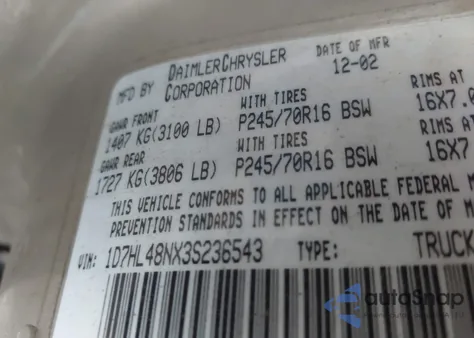 MFD BY DAIMLERCHRYSLER CORPORATION
DATE OF MFR 12-02
GAWR FRONT WITH TIRES RIMS AT
1407 KG(3100 LB) P245/70R16 BSW 16X7.0
GAWR REAR WITH TIRES RIMS AT
1727 KG(3806 LB) P245/70R16 BSW 16X7.
THIS VEHICLE CONFORMS TO ALL APPLICABLE FEDERAL M
PREVENTION STANDARDS IN EFFECT ON THE DATE OF M
VIN: 1D7HL48NX3S236543 TYPE: TRUCK
autoSnap